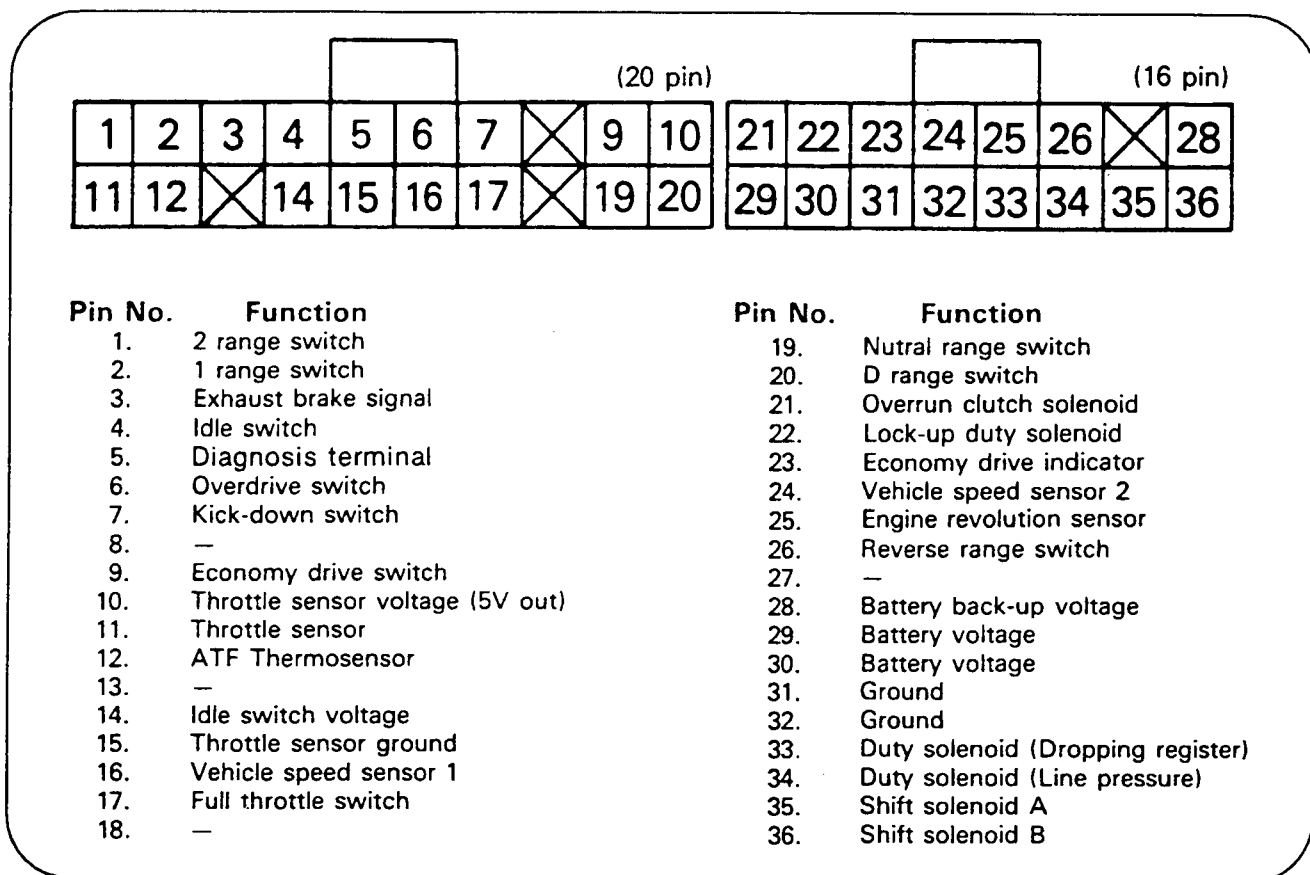 (20 pin) (16 pin)
1 2 3 4 5 6 7 9 10 21 22 23 24 25 26 28
11 12 14 15 16 17 19 20 29 30 31 32 33 34 35 36
Pin No. Function
1. 2 range switch
2. 1 range switch
3. Exhaust brake signal
4. Idle switch
5. Diagnosis terminal
6. Overdrive switch
7. Kick-down switch
8. –
9. Economy drive switch
10. Throttle sensor voltage (5V out)
11. Throttle sensor
12. ATF Thermosensor
13. –
14. Idle switch voltage
15. Throttle sensor ground
16. Vehicle speed sensor 1
17. Full throttle switch
18. –
Pin No. Function
19. Nutral range switch
20. D range switch
21. Overrun clutch solenoid
22. Lock-up duty solenoid
23. Economy drive indicator
24. Vehicle speed sensor 2
25. Engine revolution sensor
26. Reverse range switch
27. –
28. Battery back-up voltage
29. Battery voltage
30. Battery voltage
31. Ground
32. Ground
33. Duty solenoid (Dropping register)
34. Duty solenoid (Line pressure)
35. Shift solenoid A
36. Shift solenoid B